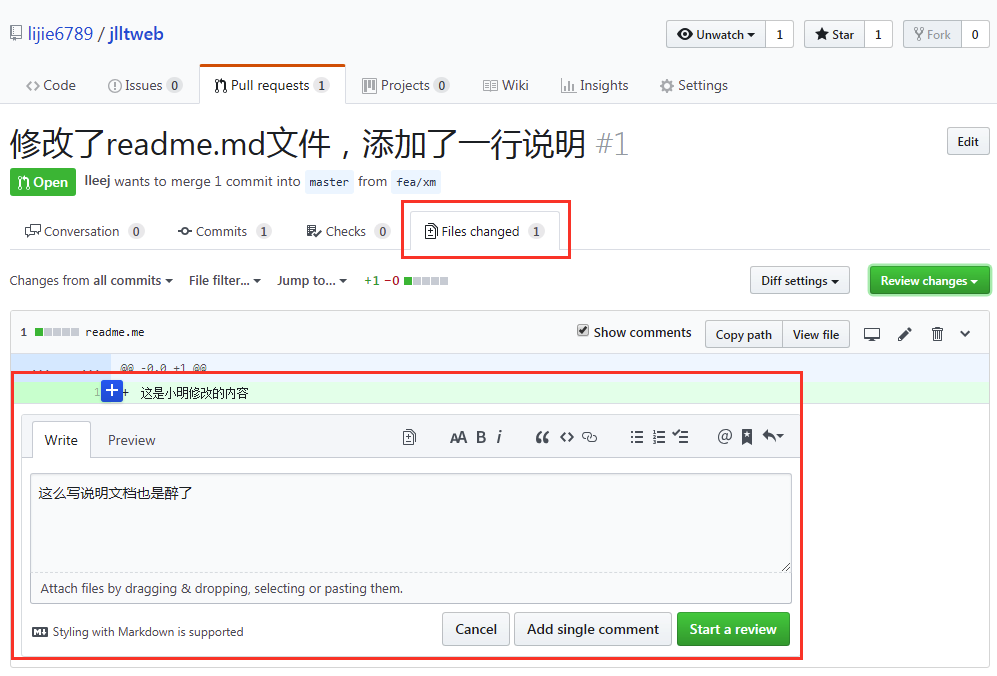 lijie6789 / jlltweb
Unwatch 1 Star 1 Fork 0
Code Issues 0 Pull requests 1 Projects 0 Wiki Insights Settings
修改了readme.md文件，添加了一行说明 #1
Edit
Open lleej wants to merge 1 commit into master from fea/xm
Conversation 0 Commits 1 Checks 0 Files changed 1
Changes from all commits File filter... Jump to... +1 −0 Diff settings Review changes
1 readme.me Show comments Copy path View file
... ... @@ -0,0 +1 @@
1 + 这是小明修改的内容
Write Preview
这么写说明文档也是醉了
Attach files by dragging & dropping, selecting or pasting them.
Styling with Markdown is supported Cancel Add single comment Start a review